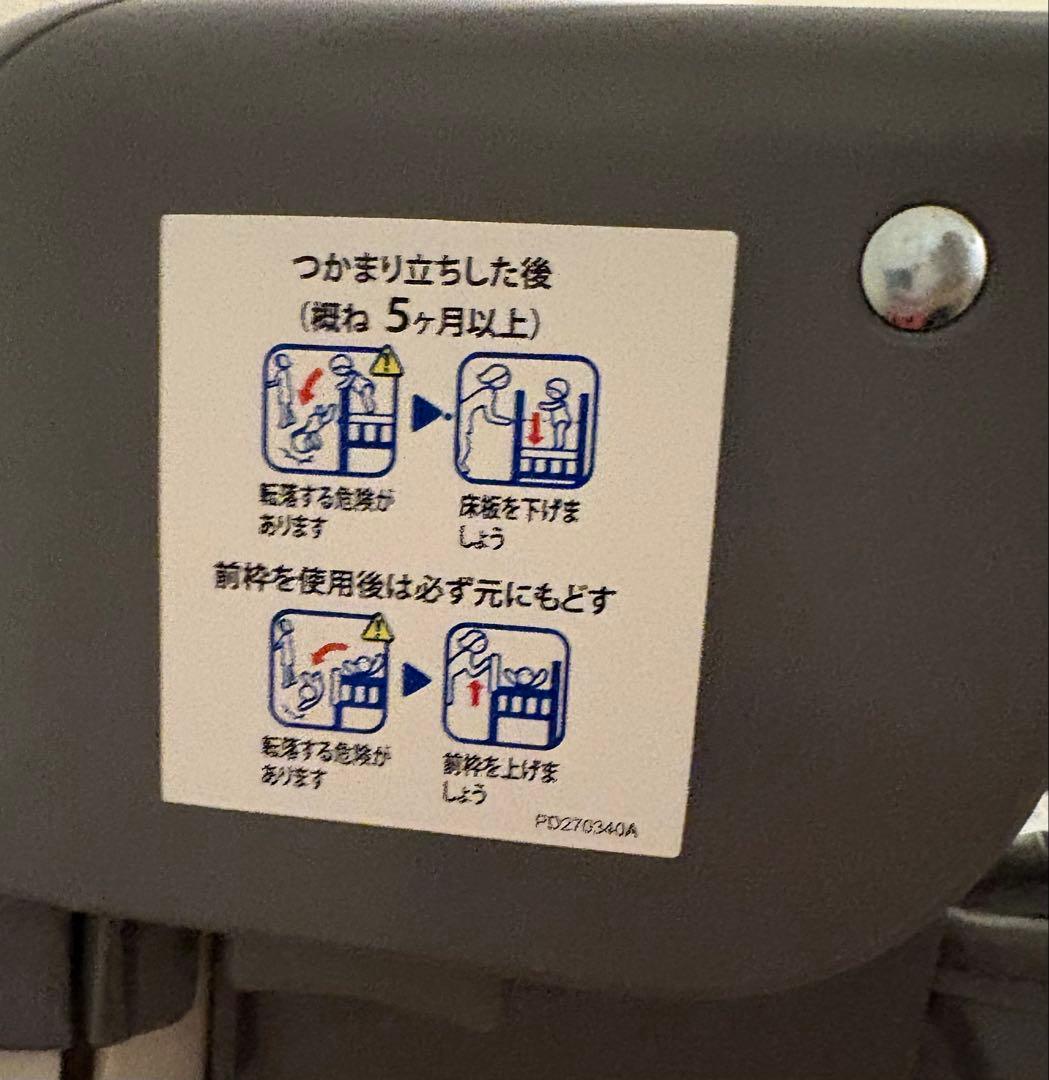 つかまり立ちした後
(概ね 5ヶ月以上)
転落する危険が
あります
床板を下げま
しょう
前枠を使用後は必ず元にもどす
転落する危険が
あります
前枠を上げま
しょう
PD270340A